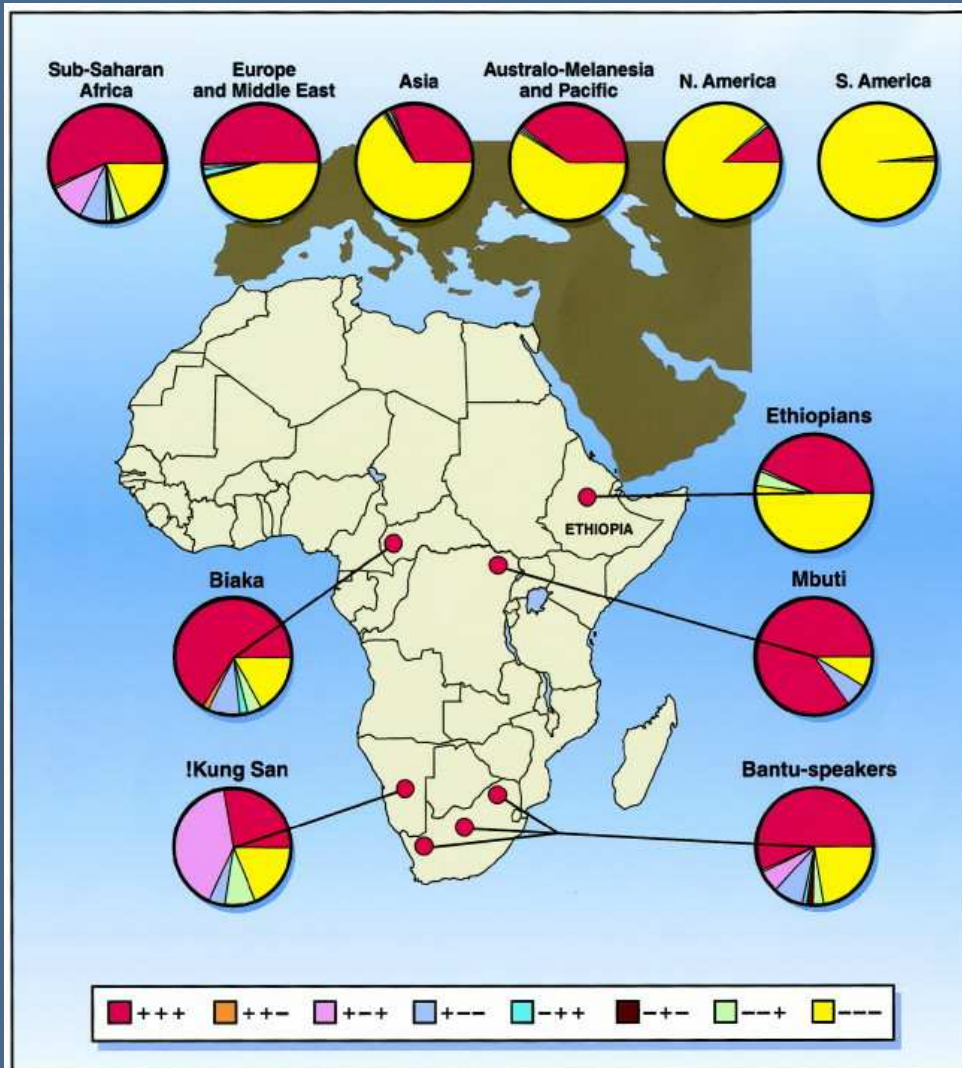 Sub-Saharan
Africa
Europe
and Middle East
Asia
Australo-Melanesia
and Pacific
N. America
S. America
Ethiopians
ETHIOPIA
Biaka
Mbuti
!Kung San
Bantu-speakers
+++ ++- +-+ +-- -++ -+- --+ ---